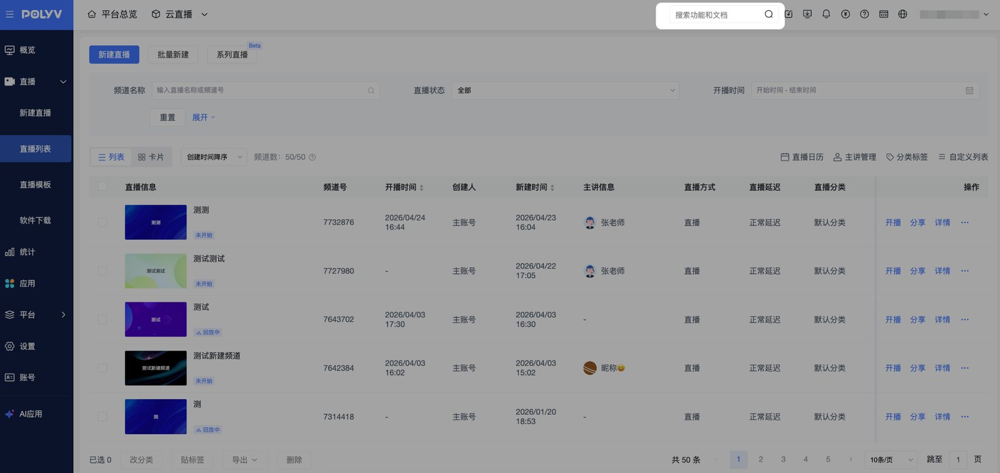 POLYV
平台总览
云直播
搜索功能和文档
概览
直播
新建直播
直播列表
直播模板
软件下载
统计
应用
平台
设置
账号
AI应用
新建直播
批量新建
系列直播
Beta
频道名称
输入直播名称或频道号
直播状态
全部
开播时间
开始时间 - 结束时间
重置
展开
列表
卡片
创建时间降序
频道数: 50/50
直播日历
主讲管理
分类标签
自定义列表
直播信息 频道号 开播时间 创建人 新建时间 主讲信息 直播方式 直播延迟 直播分类 操作
测测
测测
未开始
7732876
2026/04/24
16:44
主账号
2026/04/23
16:04
张老师
直播
正常延迟
默认分类
开播 分享 详情 ···
测试测试
测试测试
未开始
7727980
-
主账号
2026/04/22
17:05
张老师
直播
正常延迟
默认分类
开播 分享 详情 ···
测试
测试
回放中
7643702
2026/04/03
17:30
主账号
2026/04/03
16:30
-
直播
正常延迟
默认分类
开播 分享 详情 ···
测试新建频道
测试新建频道
未开始
7642384
2026/04/03
16:02
主账号
2026/04/03
15:02
昵称😆
直播
正常延迟
默认分类
开播 分享 详情 ···
测
测
回放中
7314418
-
主账号
2026/01/20
18:53
-
直播
正常延迟
默认分类
开播 分享 详情 ···
已选 0
改分类
贴标签
导出
删除
共 50 条
1 2 3 4 5
10条/页
跳至 1 页